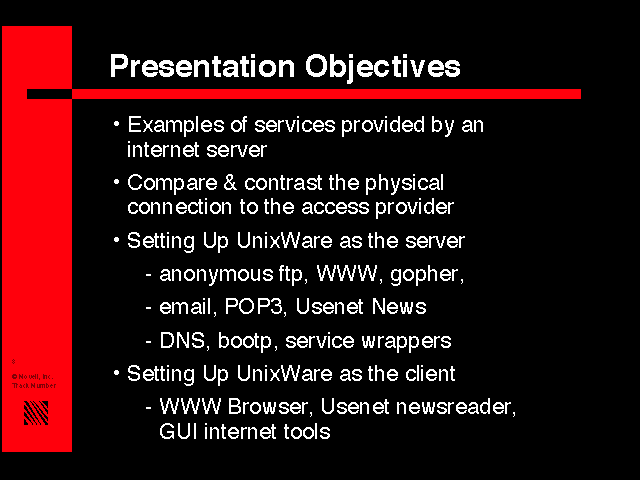 Presentation Objectives
• Examples of services provided by an
internet server
• Compare & contrast the physical
connection to the access provider
• Setting Up UnixWare as the server
- anonymous ftp, WWW, gopher,
- email, POP3, Usenet News
- DNS, bootp, service wrappers
• Setting Up UnixWare as the client
- WWW Browser, Usenet newsreader,
GUI internet tools
© Novell, Inc.
Track Number